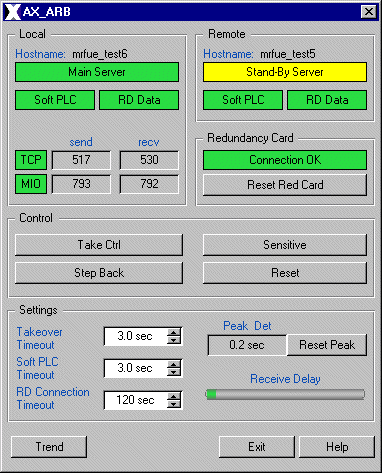 AX_ARB
Local
Hostname: mrfue_test6
Main Server
Soft PLC
RD Data
send
recv
TCP
517
530
MIO
793
792
Remote
Hostname: mrfue_test5
Stand-By Server
Soft PLC
RD Data
Redundancy Card
Connection OK
Reset Red Card
Control
Take Ctrl
Sensitive
Step Back
Reset
Settings
Takeover
Timeout
3.0 sec
Soft PLC
Timeout
3.0 sec
RD Connection
Timeout
120 sec
Peak Det
0.2 sec
Reset Peak
Receive Delay
Trend
Exit
Help